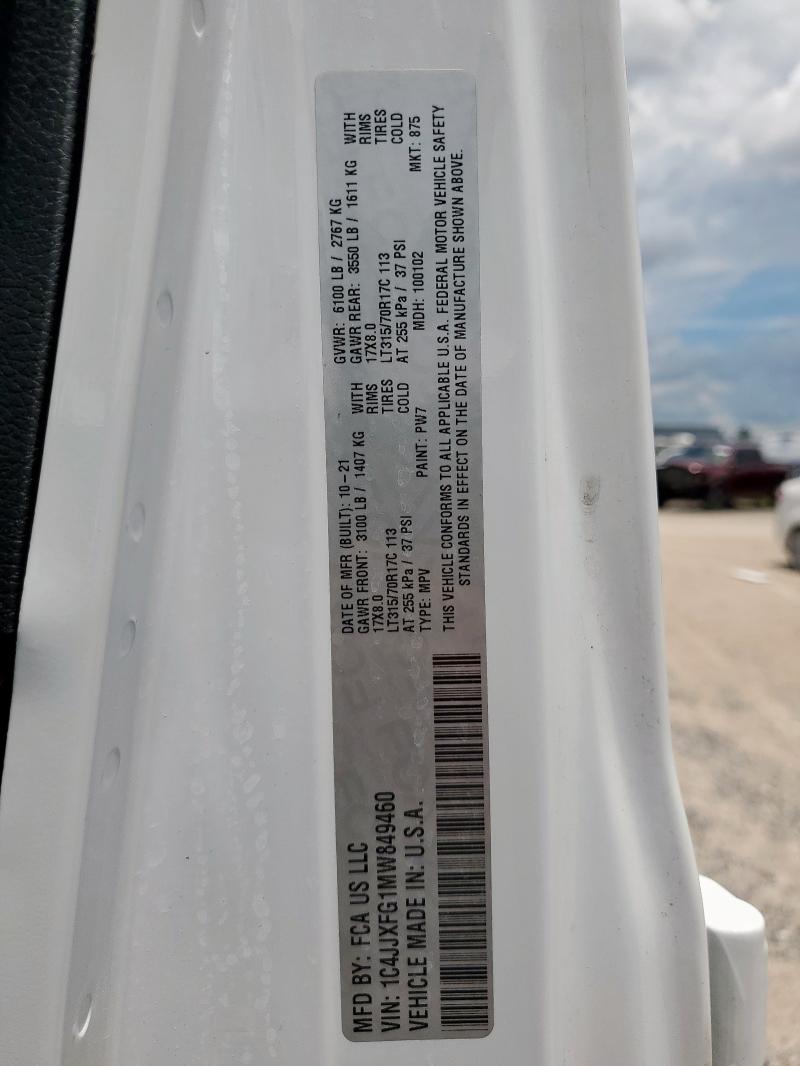 MFD BY: FCA US LLC
VIN: 1C4JJXFG1MW849460
VEHICLE MADE IN: U.S.A.
DATE OF MFR (BUILT): 10-21 GVWR: 6100 LB / 2767 KG
GAWR FRONT: 3100 LB / 1407 KG WITH GAWR REAR: 3550 LB / 1611 KG WITH
17X8.0 RIMS 17X8.0 RIMS
LT315/70R17C 113 TIRES LT315/70R17C 113 TIRES
AT 255 kPa / 37 PSI COLD AT 255 kPa / 37 PSI COLD
TYPE: MPV PAINT: PW7 MDH: 100102 MKT: 875
THIS VEHICLE CONFORMS TO ALL APPLICABLE U.S.A. FEDERAL MOTOR VEHICLE SAFETY
STANDARDS IN EFFECT ON THE DATE OF MANUFACTURE SHOWN ABOVE.